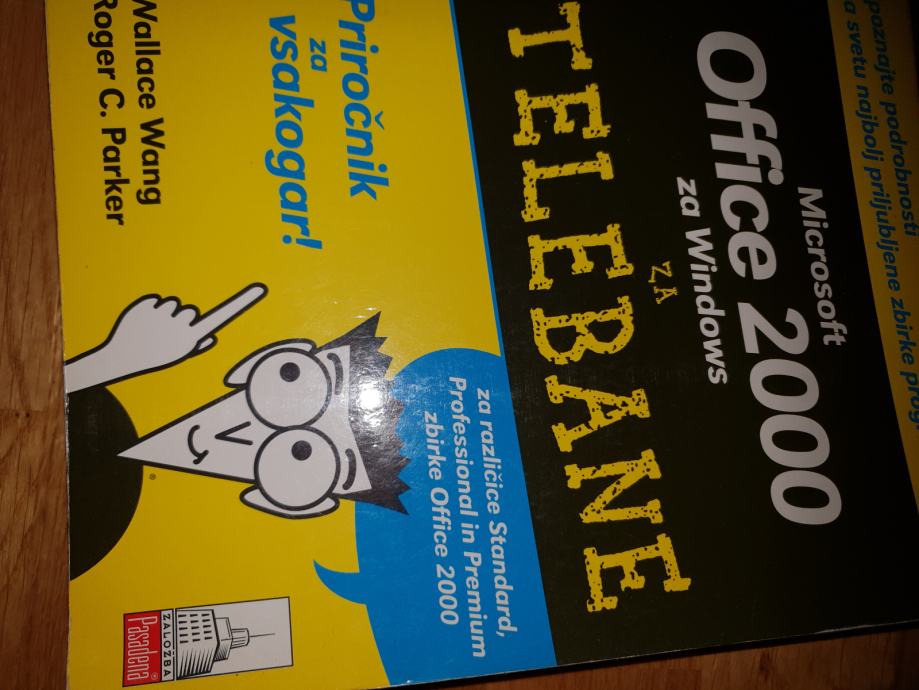 poznajte podrobnosti
a svetu najbolj priljubljene zbirke
Microsoft
Office 2000
za Windows
ZA
TELEBANE
za različice Standard,
Professional in Premium
zbirke Office 2000
Priročnik
za
vsakogar!
Wallace Wang
Roger C. Parker
ZALOŽBA
Pasadena